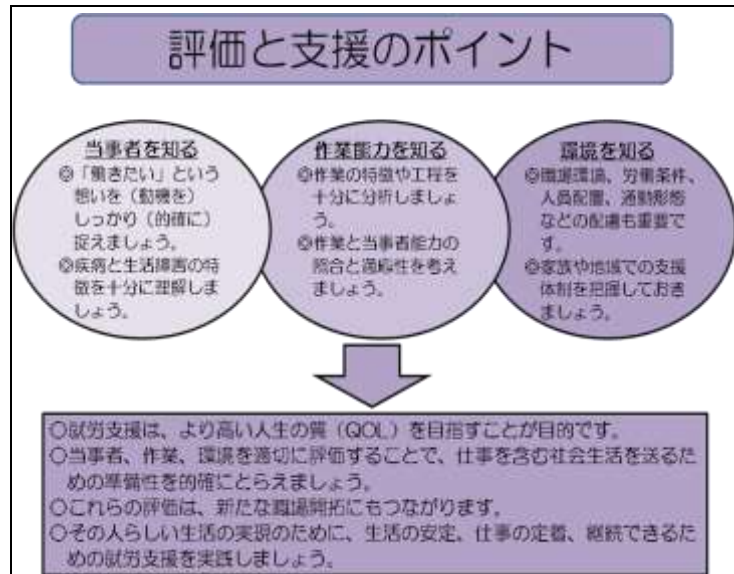 評価と支援のポイント
当事者を知る
◎「働きたい」という
想いを（動機を）
しっかり（的確に）
捉えましょう。
◎疾病と生活障害の特
徴を十分に理解しま
しょう。
作業能力を知る
◎作業の特徴や工程を
十分に分析しましょ
う。
◎作業と当事者能力の
照合と適応性を考え
ましょう。
環境を知る
◎職場環境、労働条件、
人員配置、通勤形態
などの配慮も重要で
す。
◎家族や地域での支援
体制を把握しておき
ましょう。
○就労支援は、より高い人生の質（QOL）を目指すことが目的です。
○当事者、作業、環境を適切に評価することで、仕事を含む社会生活を送るた
めの準備性を的確にとらえましょう。
○これらの評価は、新たな職場開拓にもつながります。
○その人らしい生活の実現のために、生活の安定、仕事の定着、継続できるた
めの就労支援を実践しましょう。